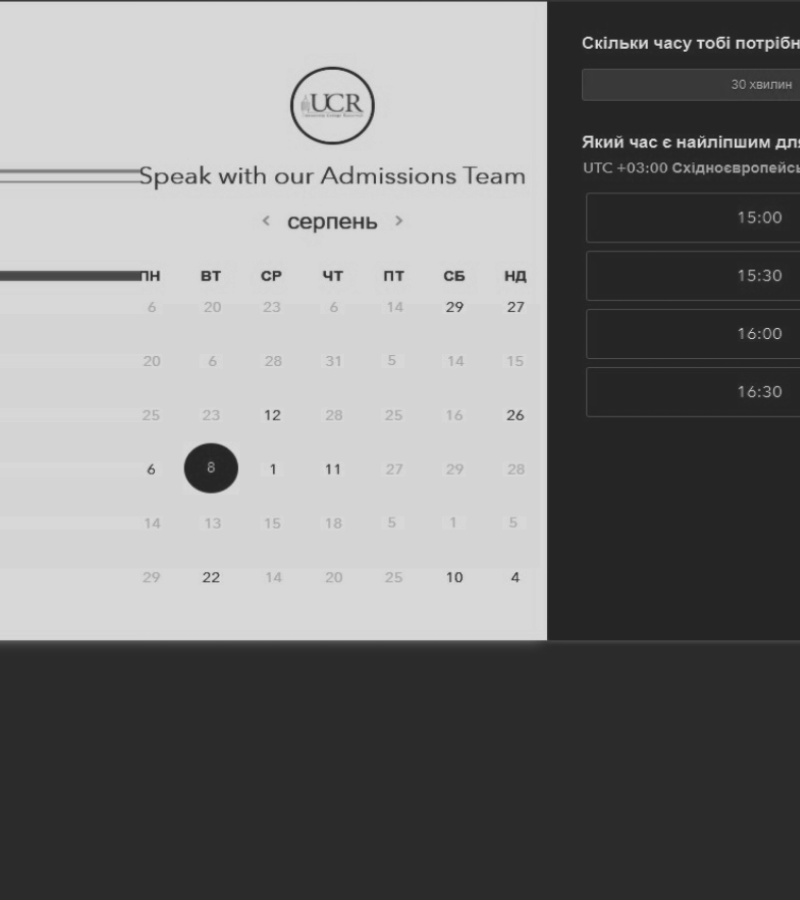 UCR
Speak with our Admissions Team
серпень
ПН ВТ СР ЧТ ПТ СБ НД
6 20 23 6 14 29 27
20 6 28 31 5 14 15
25 23 12 28 25 16 26
6 8 1 11 27 29 28
14 13 15 18 5 1 5
29 22 14 20 25 10 4
Скільки часу тобі
30 хвилин
Який час є найліпшим
UTC +03:00
15:00
15:30
16:00
16:30